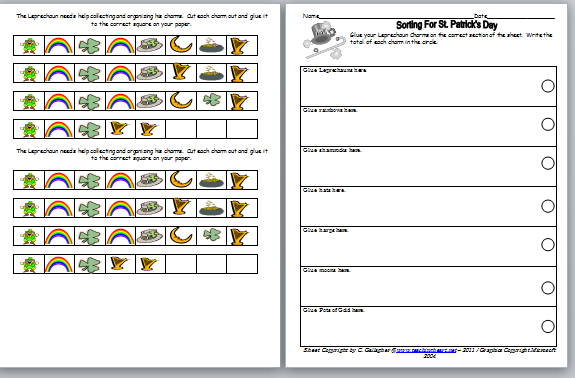 The Leprechaun needs help collecting and organizing his charms. Cut each charm out and glue it
to the correct square on your paper.
The Leprechaun needs help collecting and organizing his charms. Cut each charm out and glue it
to the correct square on your paper.
Name Date
Sorting For St. Patrick's Day
Glue your Leprechaun Charms on the correct section of the sheet. Write the
total of each charm in the circle.
Glue Leprechauns here.
Glue rainbows here.
Glue shamrocks here.
Glue hats here.
Glue harps here.
Glue moons here.
Glue Pots of Gold here.
Sheet Copyright by C. Gallagher @www.teachingheart.net – 2011 / Graphics Copyright Microsoft
2004